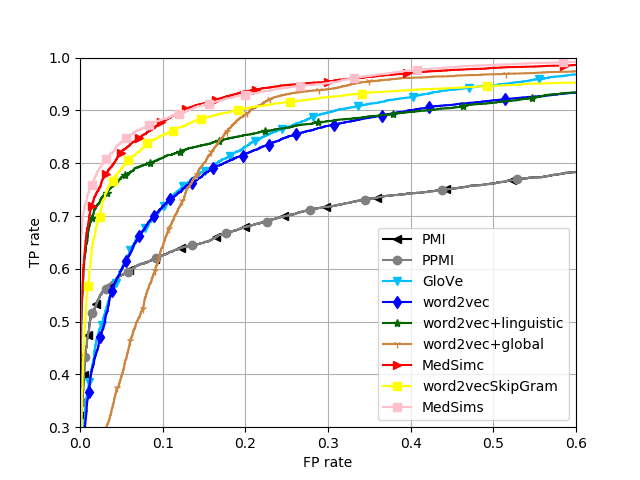 1.0
0.9
0.8
0.7
0.6
0.5
0.4
0.3
TP rate
0.0 0.1 0.2 0.3 0.4 0.5 0.6
FP rate
PMI
PPMI
GloVe
word2vec
word2vec+linguistic
word2vec+global
MedSimc
word2vecSkipGram
MedSims